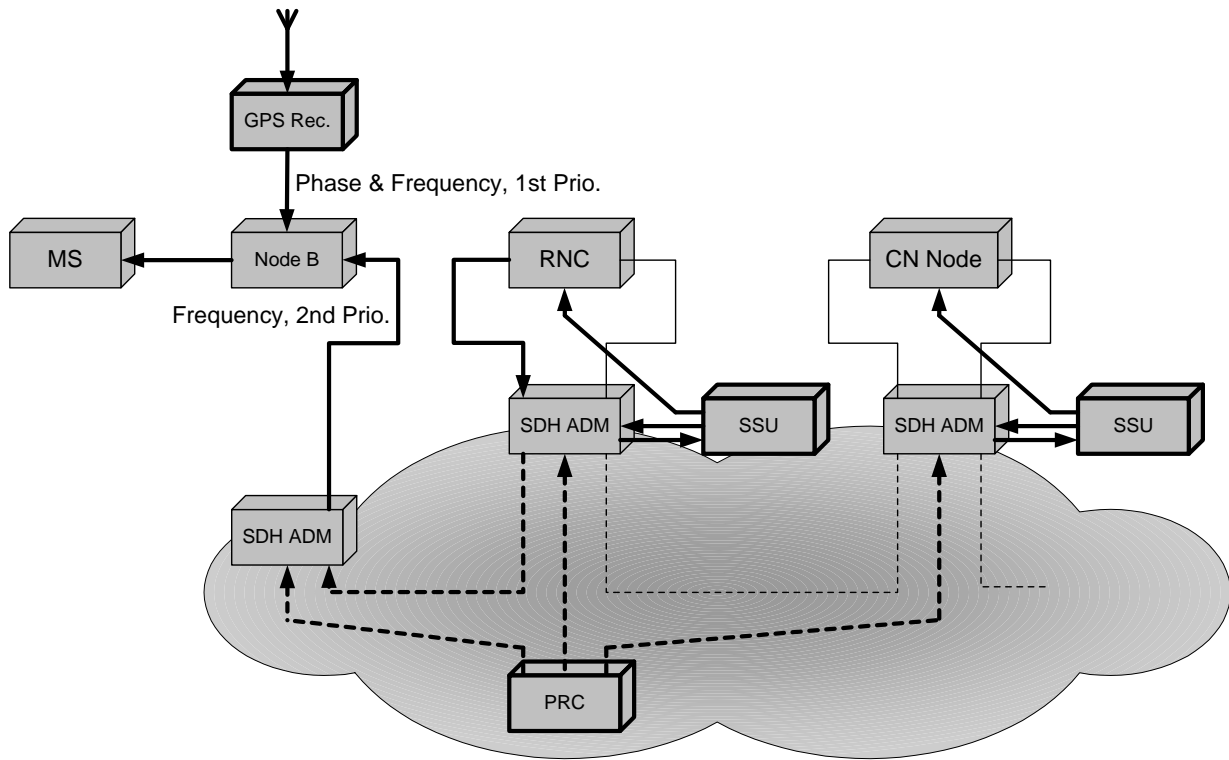 GPS Rec.
Phase & Frequency, 1st Prio.
MS
Node B
RNC
CN Node
Frequency, 2nd Prio.
SDH ADM
SSU
SDH ADM
SSU
SDH ADM
PRC